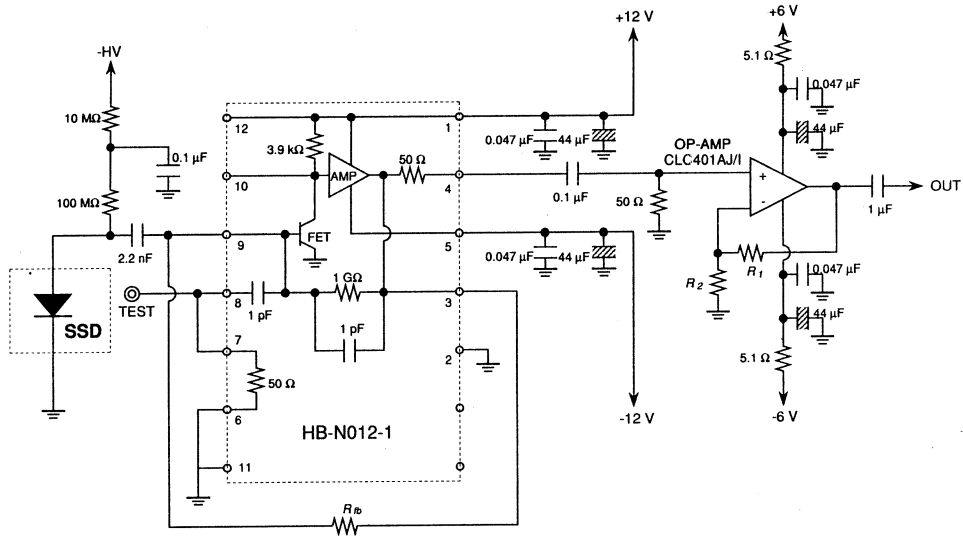 -HV
10 MΩ
0.1 μF
100 MΩ
2.2 nF
SSD
TEST
12
1
3.9 kΩ
10
AMP
50 Ω
4
9
FET
5
8
1 pF
1 GΩ
3
1 pF
7
2
50 Ω
6
HB-N012-1
11
Rfb
+12 V
0.047 μF
44 μF
0.1 μF
50 Ω
0.047 μF
44 μF
-12 V
+6 V
5.1 Ω
0.047 μF
44 μF
OP-AMP
CLC401AJ/I
+
-
OUT
1 μF
R1
R2
0.047 μF
44 μF
5.1 Ω
-6 V